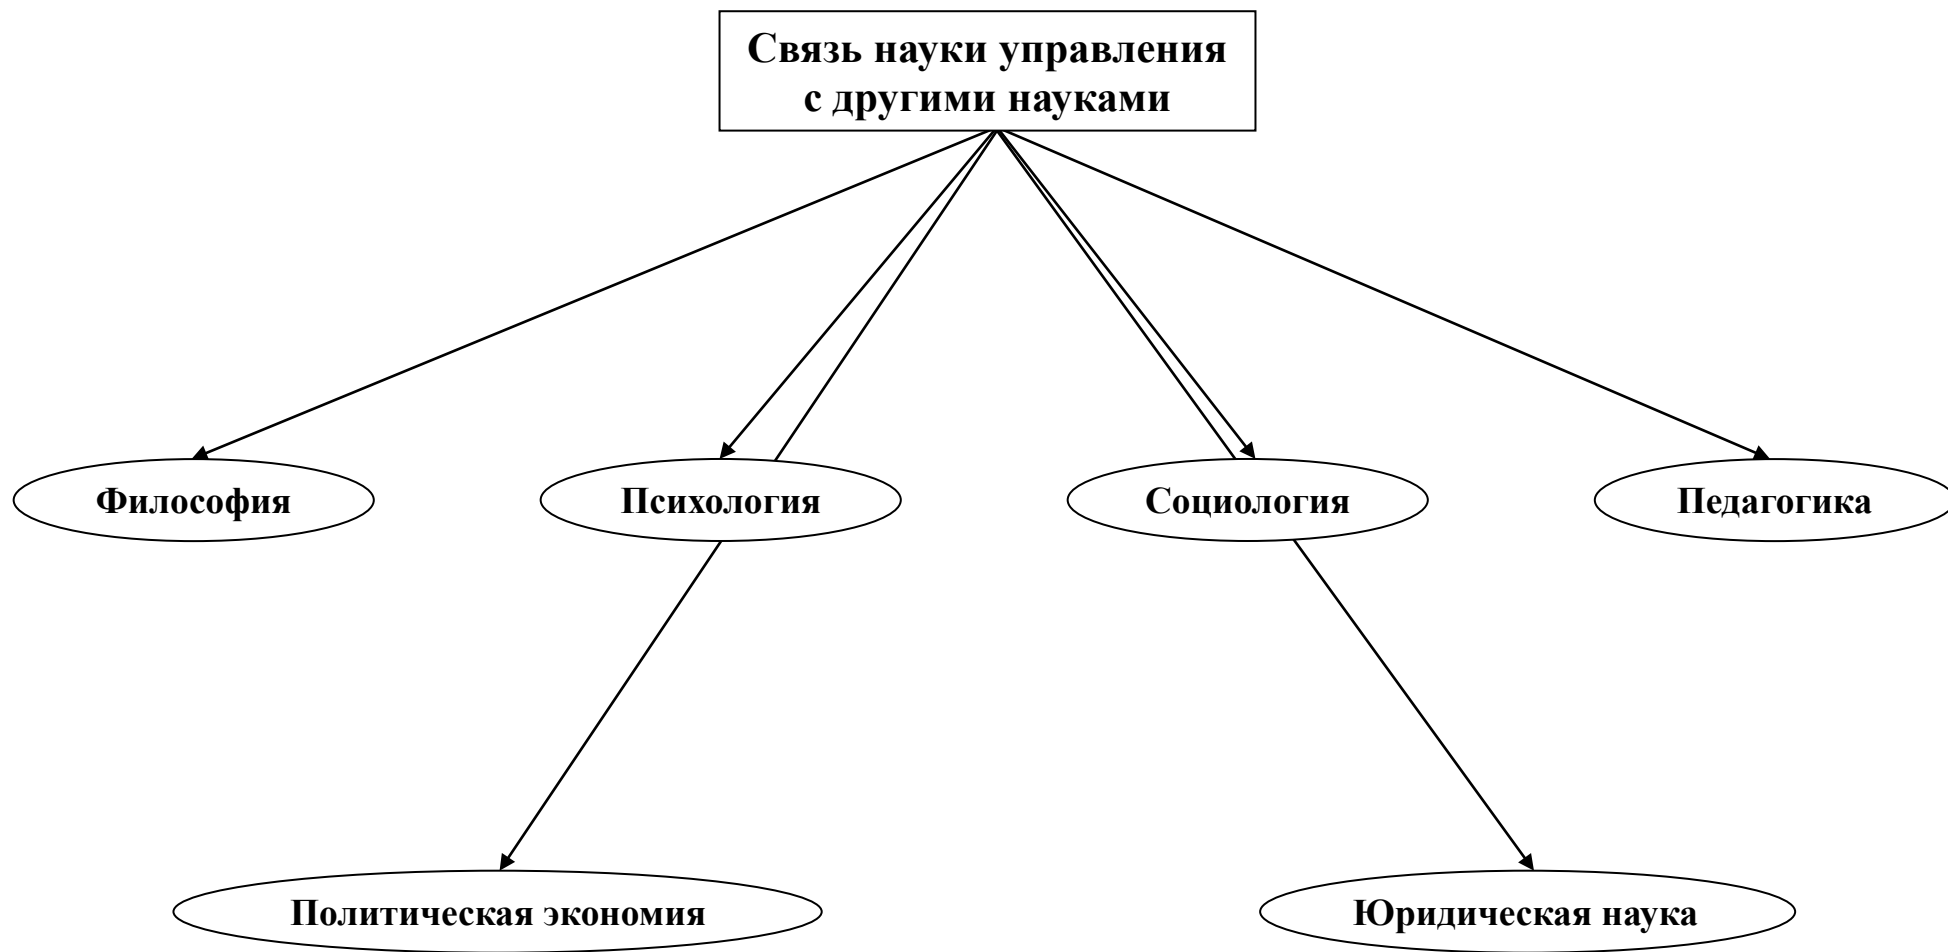 Связь науки управления
с другими науками
Философия
Психология
Социология
Педагогика
Политическая экономия
Юридическая наука